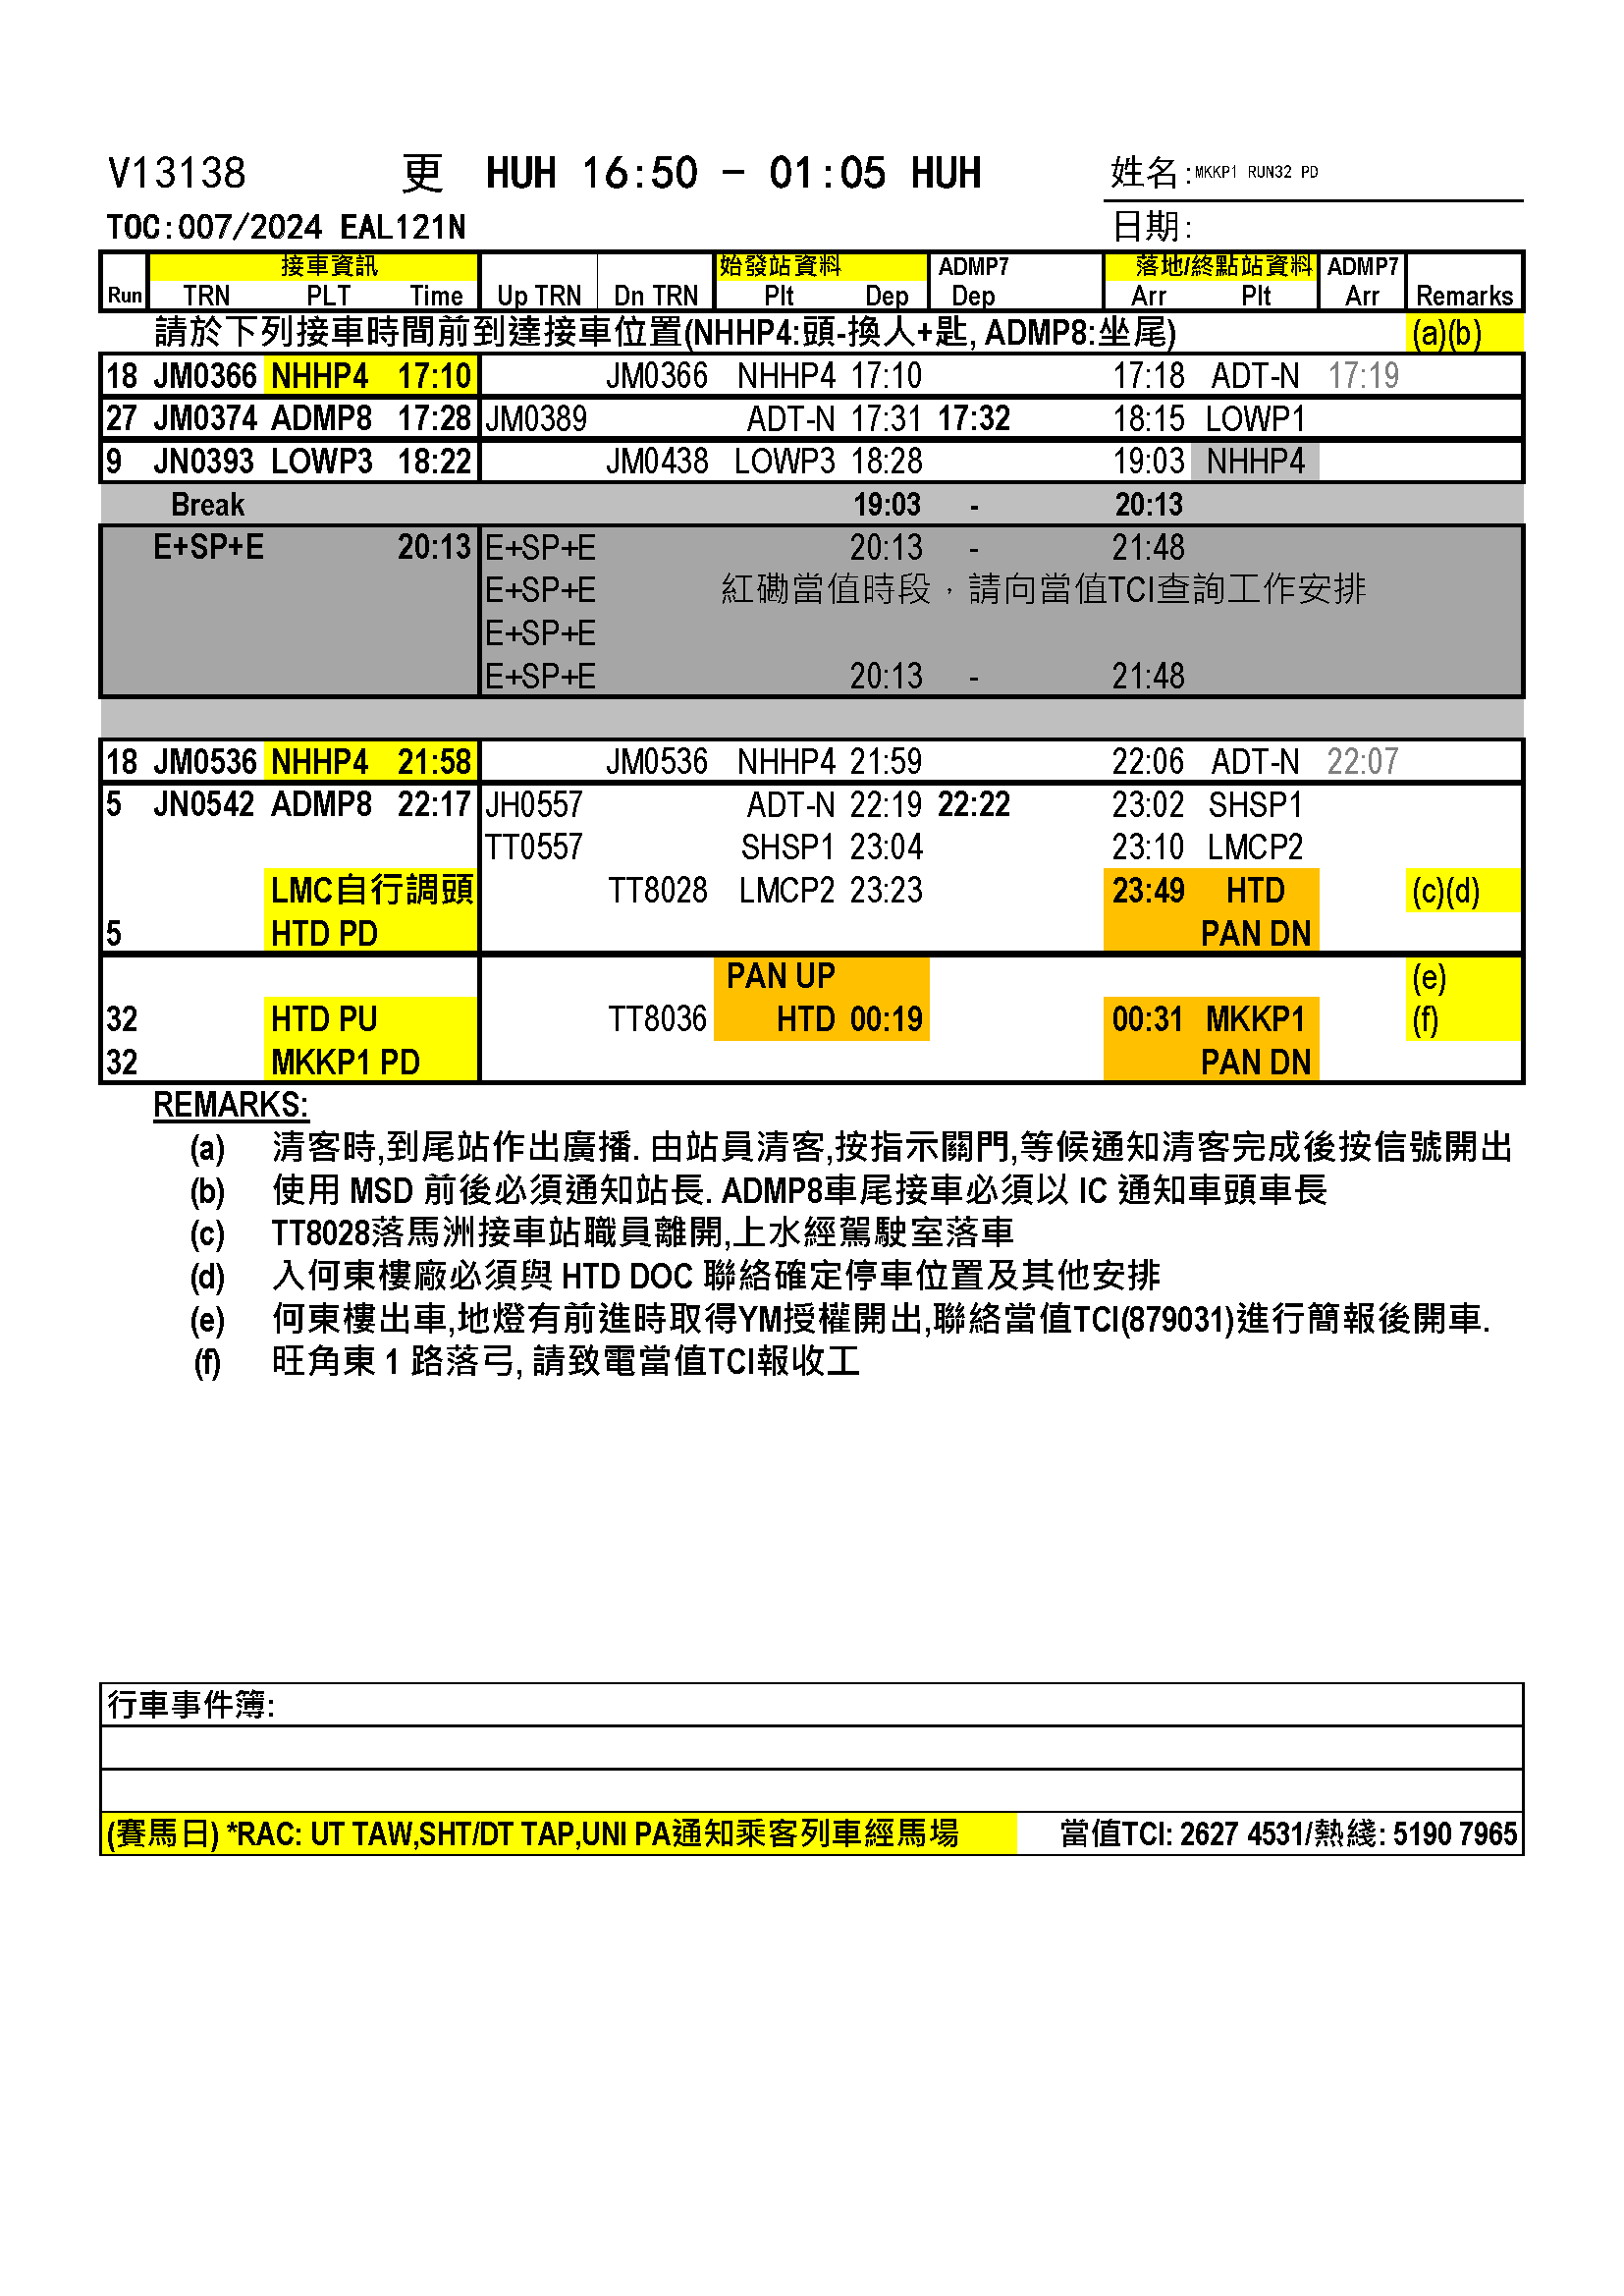 V13138 更 HUH 16:50 - 01:05 HUH 姓名:MKKP1 RUN32 PD
TOC:007/2024 EAL121N 日期:
接車資訊 始發站資料 ADMP7 落地/終點站資料 ADMP7
Run TRN PLT Time Up TRN Dn TRN Plt Dep Dep Arr Plt Arr Remarks
請於下列接車時間前到達接車位置(NHHP4:頭-換人+匙, ADMP8:坐尾) (a)(b)
18 JM0366 NHHP4 17:10 JM0366 NHHP4 17:10 17:18 ADT-N 17:19
27 JM0374 ADMP8 17:28 JM0389 ADT-N 17:31 17:32 18:15 LOWP1
9 JN0393 LOWP3 18:22 JM0438 LOWP3 18:28 19:03 NHHP4
Break 19:03 - 20:13
E+SP+E 20:13 E+SP+E 20:13 - 21:48
E+SP+E 紅磡當值時段，請向當值TCI查詢工作安排
E+SP+E
E+SP+E 20:13 - 21:48
18 JM0536 NHHP4 21:58 JM0536 NHHP4 21:59 22:06 ADT-N 22:07
5 JN0542 ADMP8 22:17 JH0557 ADT-N 22:19 22:22 23:02 SHSP1
TT0557 SHSP1 23:04 23:10 LMCP2
LMC自行調頭 TT8028 LMCP2 23:23 23:49 HTD (c)(d)
5 HTD PD PAN DN
PAN UP (e)
32 HTD PU TT8036 HTD 00:19 00:31 MKKP1 (f)
32 MKKP1 PD PAN DN
REMARKS:
(a) 清客時,到尾站作出廣播. 由站員清客,按指示關門,等候通知清客完成後按信號開出
(b) 使用 MSD 前後必須通知站長. ADMP8車尾接車必須以 IC 通知車頭車長
(c) TT8028落馬洲接車站職員離開,上水經駕駛室落車
(d) 入何東樓廠必須與 HTD DOC 聯絡確定停車位置及其他安排
(e) 何東樓出車,地燈有前進時取得YM授權開出,聯絡當值TCI(879031)進行簡報後開車.
(f) 旺角東 1 路落弓, 請致電當值TCI報收工
行車事件簿:
(賽馬日) *RAC: UT TAW,SHT/DT TAP,UNI PA通知乘客列車經馬場 當值TCI: 2627 4531/熱綫: 5190 7965